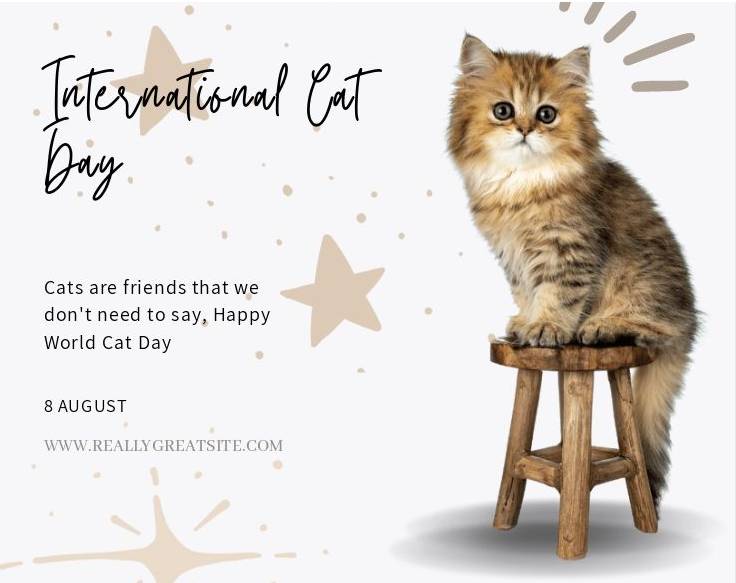 International Cat
Day
Cats are friends that we
don't need to say, Happy
World Cat Day
8 AUGUST
WWW.REALLYGREATSITE.COM